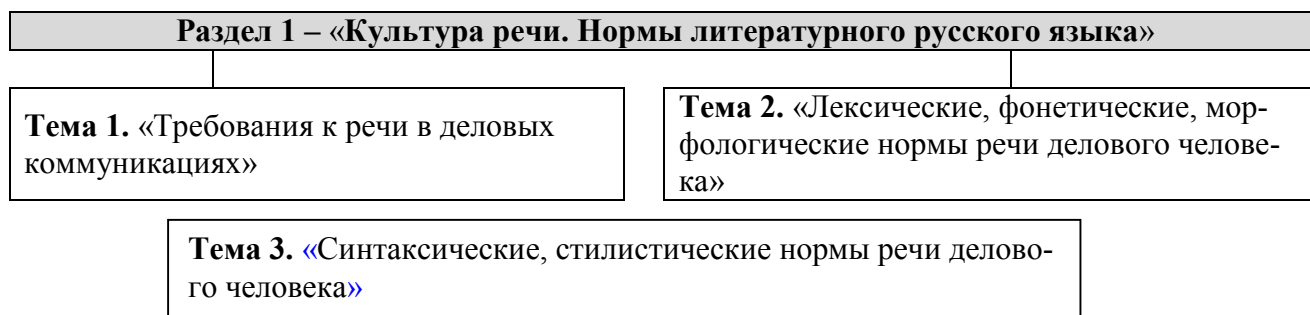 Раздел 1 – «Культура речи. Нормы литературного русского языка»
Тема 1. «Требования к речи в деловых
коммуникациях»
Тема 2. «Лексические, фонетические, мор-
фологические нормы речи делового челове-
ка»
Тема 3. «Синтаксические, стилистические нормы речи делово-
го человека»